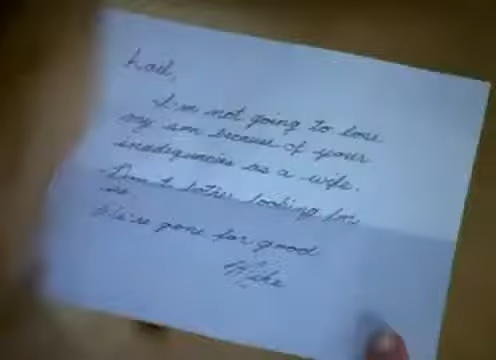 I'm not going to lose
my son because of your
inadequacies as a wife.
Don't bother looking for
us
We're gone for good
Mike